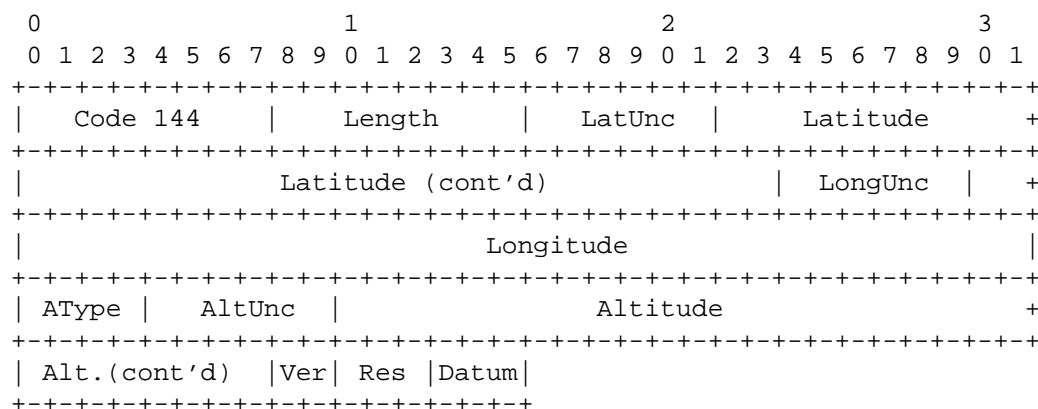 0                   1                   2                   3
 0 1 2 3 4 5 6 7 8 9 0 1 2 3 4 5 6 7 8 9 0 1 2 3 4 5 6 7 8 9 0 1
+-+-+-+-+-+-+-+-+-+-+-+-+-+-+-+-+-+-+-+-+-+-+-+-+-+-+-+-+-+-+-+-+
|   Code 144    |    Length     |   LatUnc  |     Latitude      +
+-+-+-+-+-+-+-+-+-+-+-+-+-+-+-+-+-+-+-+-+-+-+-+-+-+-+-+-+-+-+-+-+
|                Latitude (cont’d)              |  LongUnc  |   +
+-+-+-+-+-+-+-+-+-+-+-+-+-+-+-+-+-+-+-+-+-+-+-+-+-+-+-+-+-+-+-+-+
|                             Longitude                         |
+-+-+-+-+-+-+-+-+-+-+-+-+-+-+-+-+-+-+-+-+-+-+-+-+-+-+-+-+-+-+-+-+
| AType |   AltUnc  |                Altitude                   +
+-+-+-+-+-+-+-+-+-+-+-+-+-+-+-+-+-+-+-+-+-+-+-+-+-+-+-+-+-+-+-+-+
| Alt.(cont’d)  |Ver| Res |Datum|
+-+-+-+-+-+-+-+-+-+-+-+-+-+-+-+-+